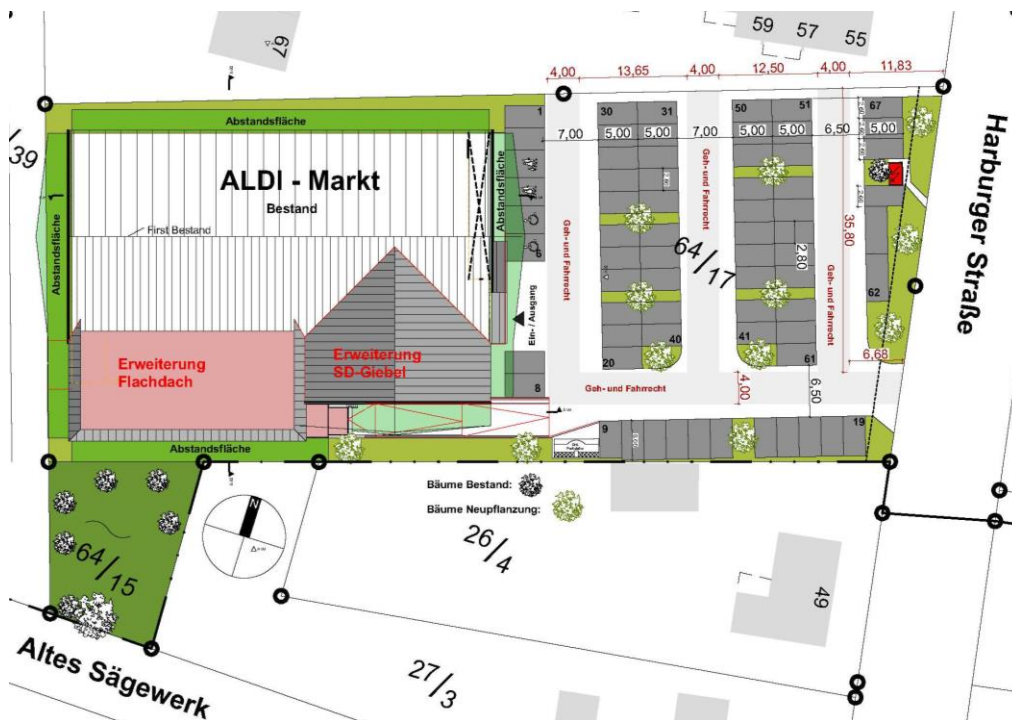 67
59
57
55
4,00
13,65
4,00
12,50
4,00
11,83
1
30
31
50
51
67
7,00
5,00
5,00
7,00
5,00
5,00
6,50
5,00
39
Abstandsfläche
ALDI - Markt
Bestand
First Bestand
Abstandsfläche
Abstandsfläche
6
Geh- und Fahrrecht
Geh- und Fahrrecht
Geh- und Fahrrecht
64/17
2,80
35,80
Harburger Straße
62
Ein- / Ausgang
Erweiterung
Flachdach
Erweiterung
SD-Giebel
20
40
41
61
6,68
8
Geh- und Fahrrecht
4,00
6,50
9
19
Abstandsfläche
Bäume Bestand:
Bäume Neupflanzung:
N
64/15
26/4
49
27/3
Altes Sägewerk